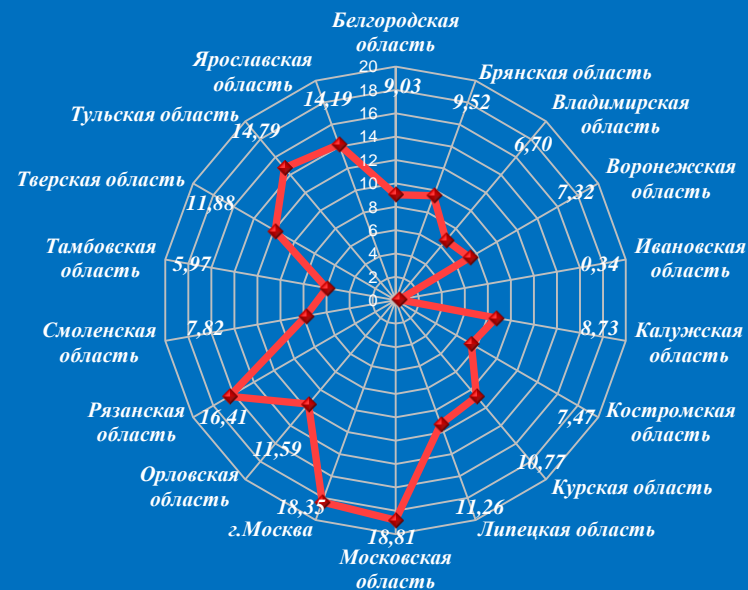 Белгородская
область
9,03
Брянская область
9,52
Владимирская
область
6,70
Воронежская
область
7,32
Ивановская
область
0,34
Калужская
область
8,73
Костромская
область
7,47
Курская область
10,77
Липецкая область
11,26
Московская
область
18,81
г.Москва
18,35
Орловская
область
11,59
Рязанская
область
16,41
Смоленская
область
7,82
Тамбовская
область
5,97
Тверская область
11,88
Тульская область
14,79
Ярославская
область
14,19
20
18
16
14
12
10
8
6
4
2
0